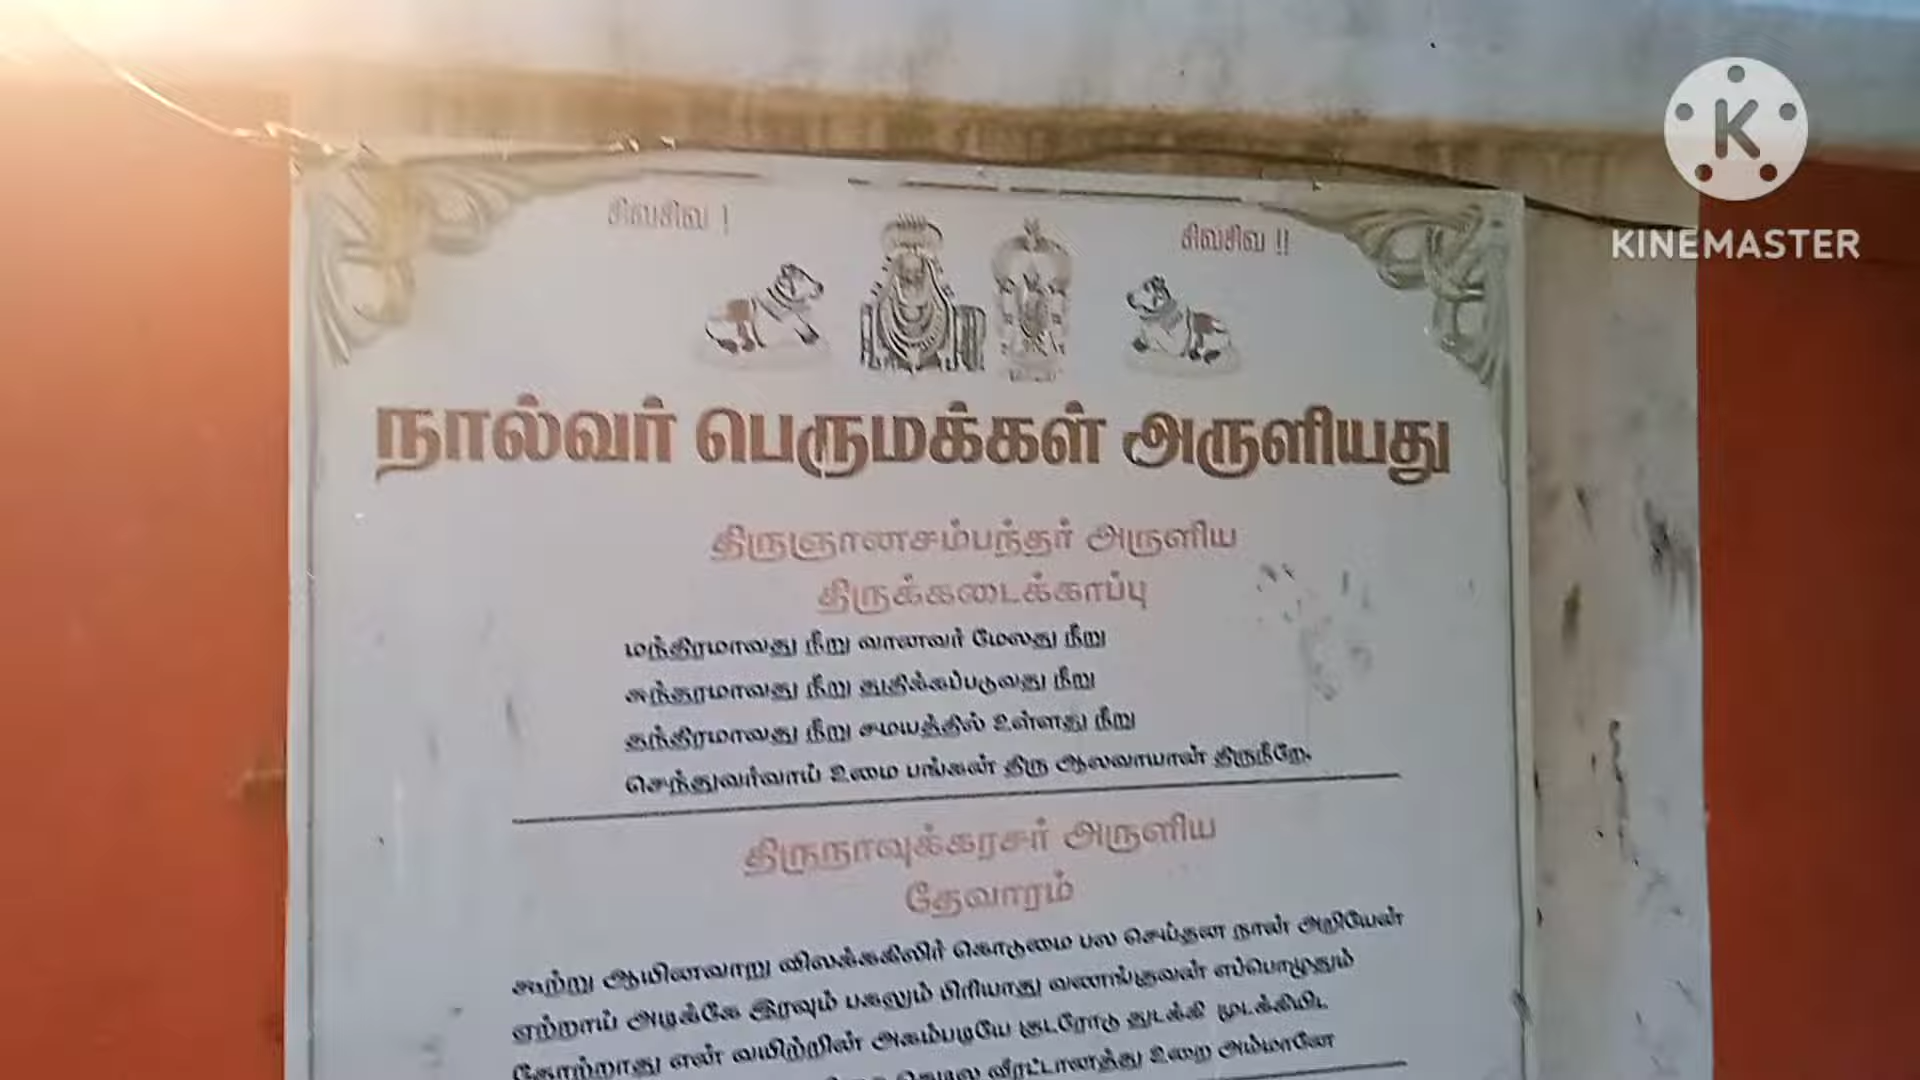 சிவசிவ !
சிவசிவ !!
KINEMASTER
நால்வர் பெருமக்கள் அருளியது
திருஞானசம்பந்தர் அருளிய
திருக்கடைக்காப்பு
மந்திரமாவது நீறு வானவர் மேலது நீறு
சுந்தரமாவது நீறு துதிக்கப்படுவது நீறு
தந்திரமாவது நீறு சமயத்தில் உள்ளது நீறு
செந்துவர்வாய் உமை பங்கன் திரு ஆலவாயான் திருநீறே.
திருநாவுக்கரசர் அருளிய
தேவாரம்
கூற்று ஆயினவாறு விலக்ககிலிர் கொடுமை பல செய்தன நான் அறியேன்
ஏற்றாய் அடிக்கே இரவும் பகலும் பிரியாது வணங்குவன் எப்பொழுதும்
தோற்றாது என் வயிற்றின் அகம்படியே குடரோடு துடக்கி முடக்கியிட
வீரட்டானத்து உறை அம்மானே